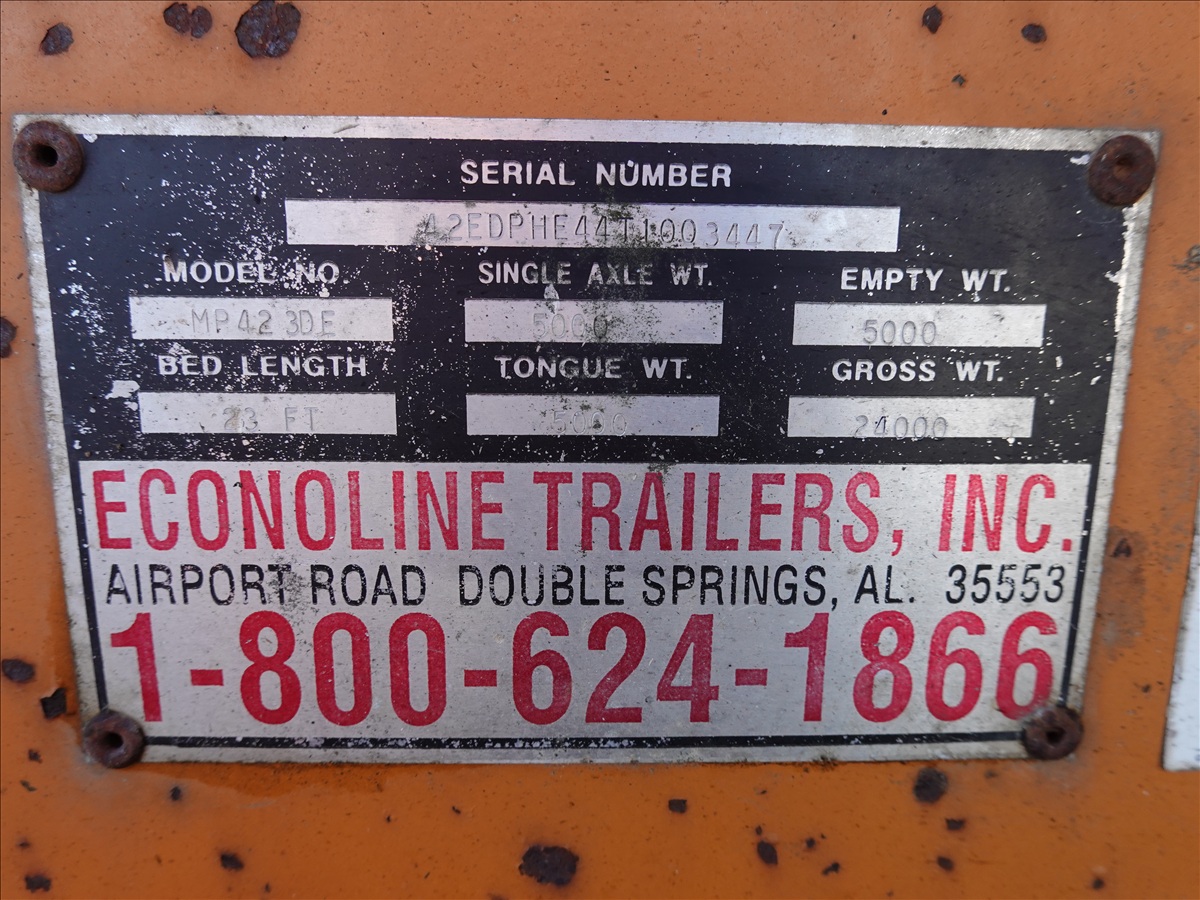 SERIAL NUMBER
42EDPHE44T1003447
MODEL NO. SINGLE AXLE WT. EMPTY WT.
MP423DE 5000 5000
BED LENGTH TONGUE WT. GROSS WT.
23 FT 5000 24000
ECONOLINE TRAILERS, INC.
AIRPORT ROAD DOUBLE SPRINGS, AL. 35553
1-800-624-1866